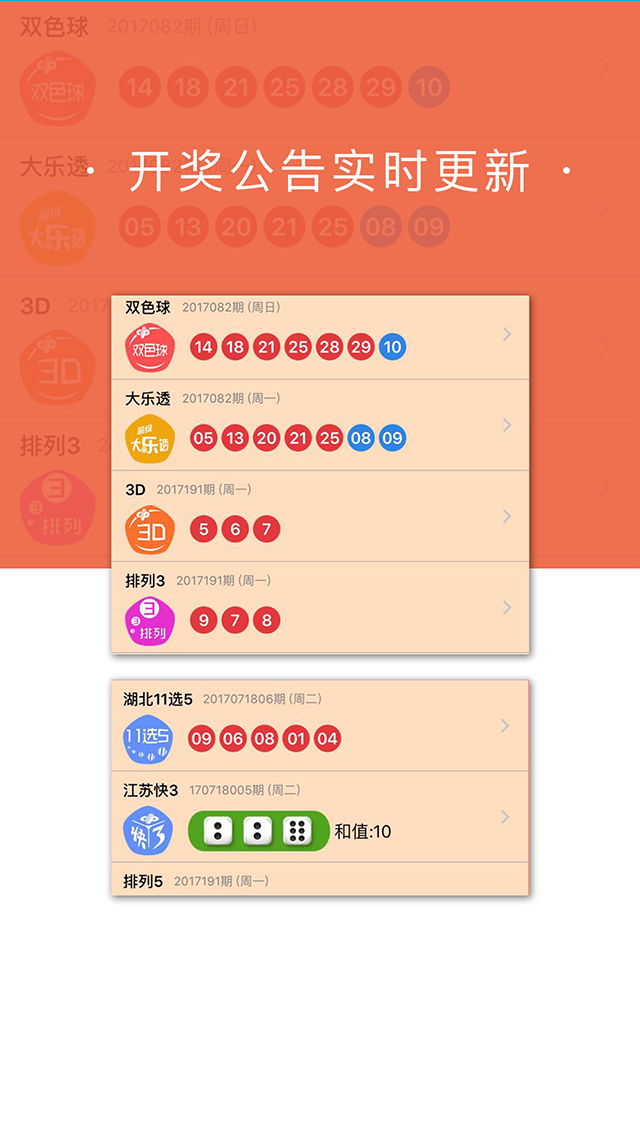 双色球 2017082期 (周日)
双色球 14 18 21 25 28 29 10
大乐透
· 开奖公告实时更新 ·
超级
大乐透 05 13 20 21 25 08 09
3D 2017
3D
排列3 2
3
3 排列
双色球 2017082期 (周日)
双色球 14 18 21 25 28 29 10
大乐透 2017082期 (周一)
超级
大乐透 05 13 20 21 25 08 09
3D 2017191期 (周一)
3D 5 6 7
排列3 2017191期 (周一)
3
3 排列 9 7 8
湖北11选5 2017071806期 (周二)
11选5 09 06 08 01 04
江苏快3 170718005期 (周二)
快3 和值:10
排列5 2017191期 (周一)